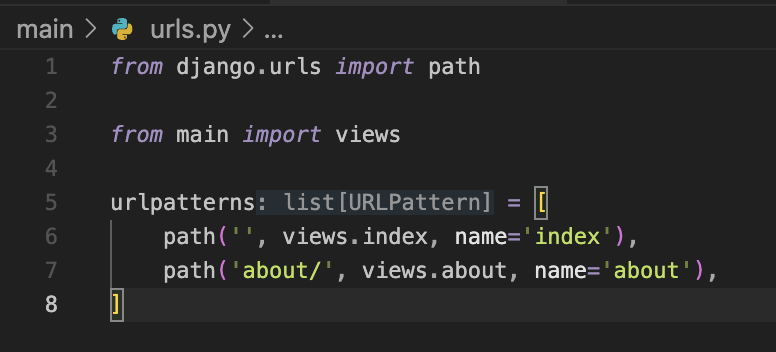 main > urls.py > ...
1 from django.urls import path
2
3 from main import views
4
5 urlpatterns: list[URLPattern] = [
6     path('', views.index, name='index'),
7     path('about/', views.about, name='about'),
8 ]